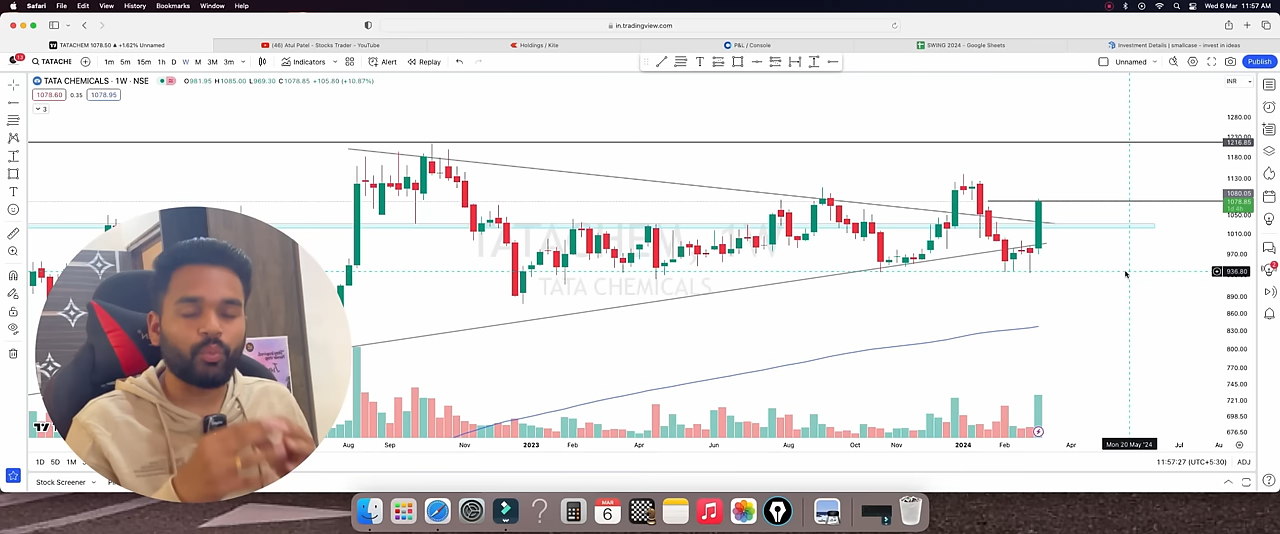 Safari File Edit View History Bookmarks Window Help
Wed 6 Mar 11:57 AM
in.tradingview.com
TATACHEM 1078.50 ▲ +1.62% Unnamed
(46) Atul Patel - Stocks Trader - YouTube
Holdings / Kite
P&L / Console
SWING 2024 - Google Sheets
Investment Details | smallcase - invest in ideas
TATACHE
1m 5m 15m 1h D W M 3M 3m
Indicators
Alert
Replay
Unnamed
Publish
TATA CHEMICALS · 1W · NSE
O981.95 H1085.00 L969.30 C1078.85 +105.80 (+10.87%)
INR
1078.60 0.35 1078.95
3
1280.00
1230.00
1216.85
1180.00
1130.00
1080.05
1078.85
1050.00
1010.00
970.00
936.80
890.00
860.00
830.00
800.00
770.00
745.00
721.00
698.50
676.50
TATACHEM, 1W
TATA CHEMICALS
Aug Sep Nov 2023 Feb Apr Jun Aug Oct Nov 2024 Feb Apr Mon 20 May '24 Jul Au
1D 5D 1M
11:57:27 (UTC+5:30) ADJ
Stock Screener
MAR
6